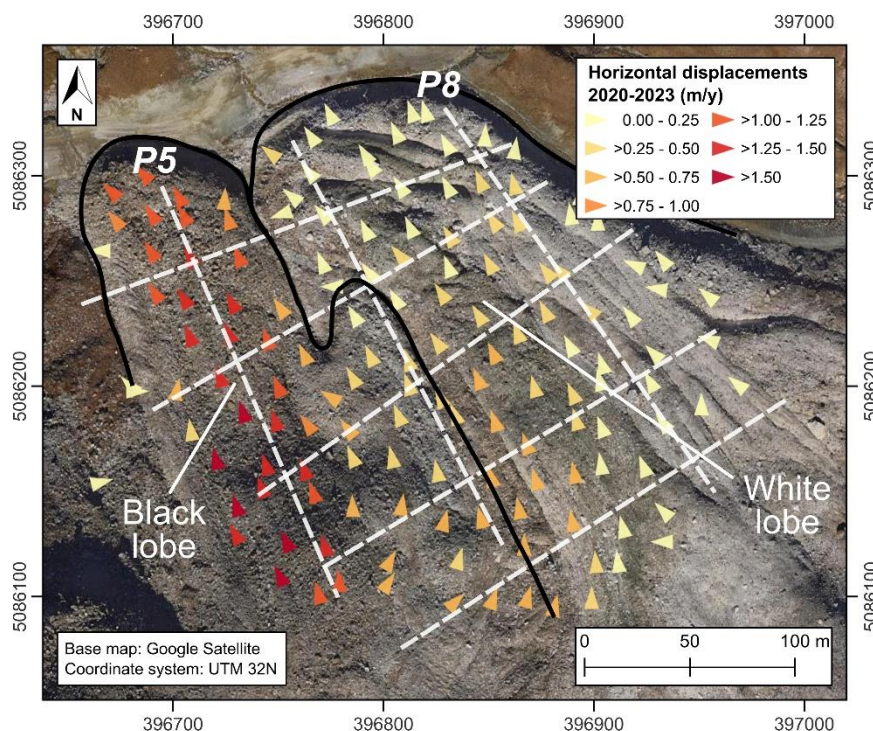 396700 396800 396900 397000
N
P8
P5
Horizontal displacements
2020-2023 (m/y)
0.00 - 0.25 >1.00 - 1.25
>0.25 - 0.50 >1.25 - 1.50
>0.50 - 0.75 >1.50
>0.75 - 1.00
5086300 5086300
5086200 5086200
Black
lobe
White
lobe
5086100 5086100
Base map: Google Satellite
Coordinate system: UTM 32N
0 50 100 m
396700 396800 396900 397000